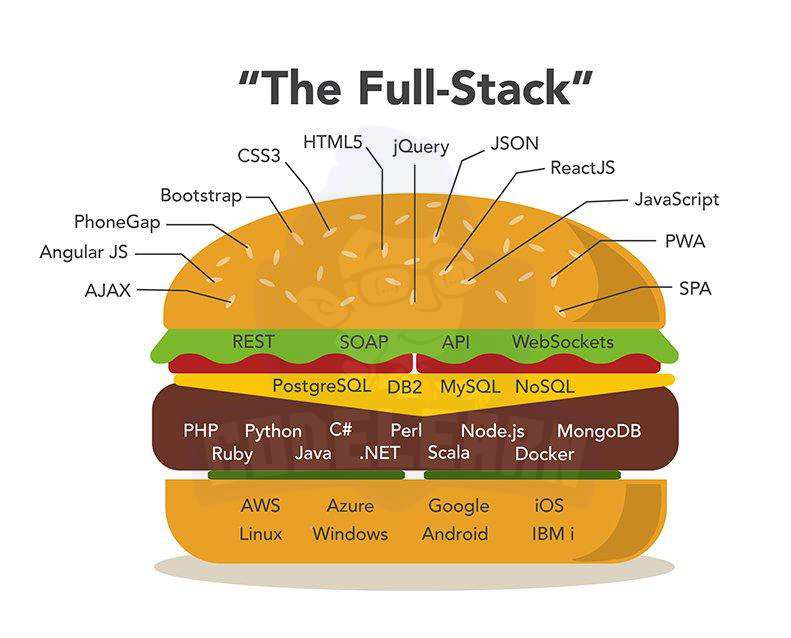 “The Full-Stack”
HTML5
jQuery
JSON
CSS3
ReactJS
Bootstrap
JavaScript
PhoneGap
PWA
Angular JS
AJAX
SPA
REST SOAP API WebSockets
PostgreSQL DB2 MySQL NoSQL
PHP Python C# Perl Node.js MongoDB
Ruby Java .NET Scala Docker
AWS Azure Google iOS
Linux Windows Android IBM i
CODELEARN